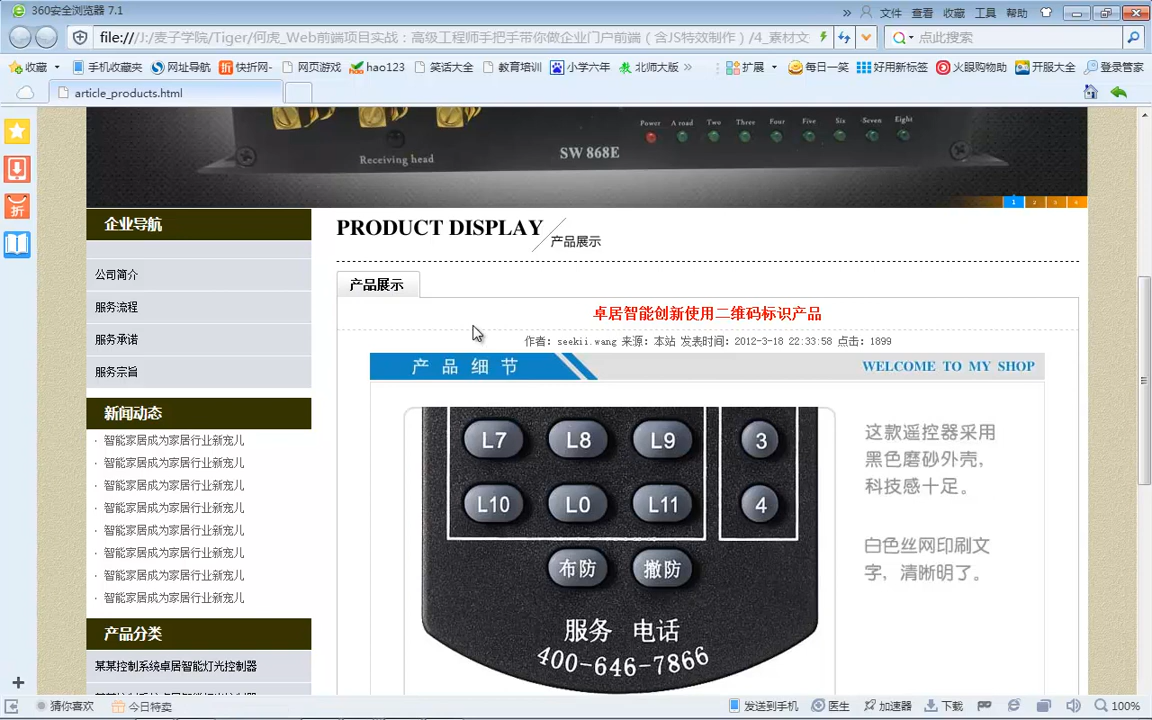 360安全浏览器 7.1
» 文件 查看 收藏 工具 帮助
file:///J:/麦子学院/Tiger/何虎_Web前端项目实战：高级工程师手把手带你做企业门户前端（含JS特效制作）/4_素材文
点此搜索
收藏 手机收藏夹 网址导航 快折网- 网页游戏 hao123 笑话大全 教育培训 小学六年 北师大版 » 扩展 每日一笑 好用新标签 火眼购物助 开服大全 登录管家
article_products.html
折
Power A road Two Three Four Five Six Seven Eight
Receiving head
SW 868E
1 2 3 4
企业导航
公司简介
服务流程
服务承诺
服务宗旨
新闻动态
· 智能家居成为家居行业新宠儿
· 智能家居成为家居行业新宠儿
· 智能家居成为家居行业新宠儿
· 智能家居成为家居行业新宠儿
· 智能家居成为家居行业新宠儿
· 智能家居成为家居行业新宠儿
· 智能家居成为家居行业新宠儿
· 智能家居成为家居行业新宠儿
产品分类
某某控制系统卓居智能灯光控制器
PRODUCT DISPLAY
产品展示
产品展示
卓居智能创新使用二维码标识产品
作者：seekii.wang 来源：本站 发表时间：2012-3-18 22:33:58 点击：1899
产品细节
WELCOME TO MY SHOP
L7 L8 L9 3
L10 L0 L11 4
布防 撤防
服务 电话
400-646-7866
这款遥控器采用
黑色磨砂外壳，
科技感十足。
白色丝网印刷文
字，清晰明了。
猜你喜欢 今日特卖 发送到手机 医生 加速器 下载 100%